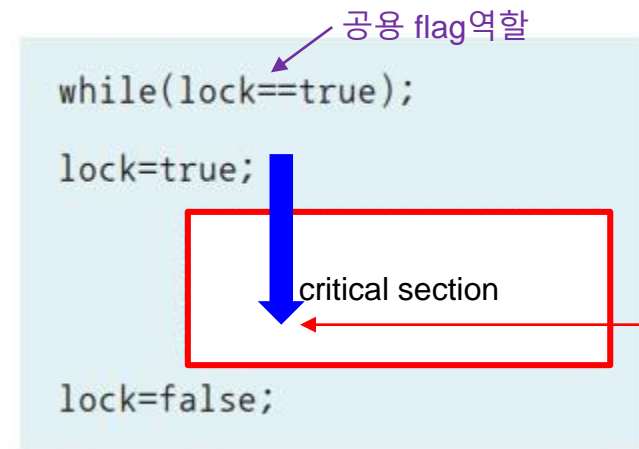 공용 flag역할
while(lock==true);
lock=true;
critical section
lock=false;